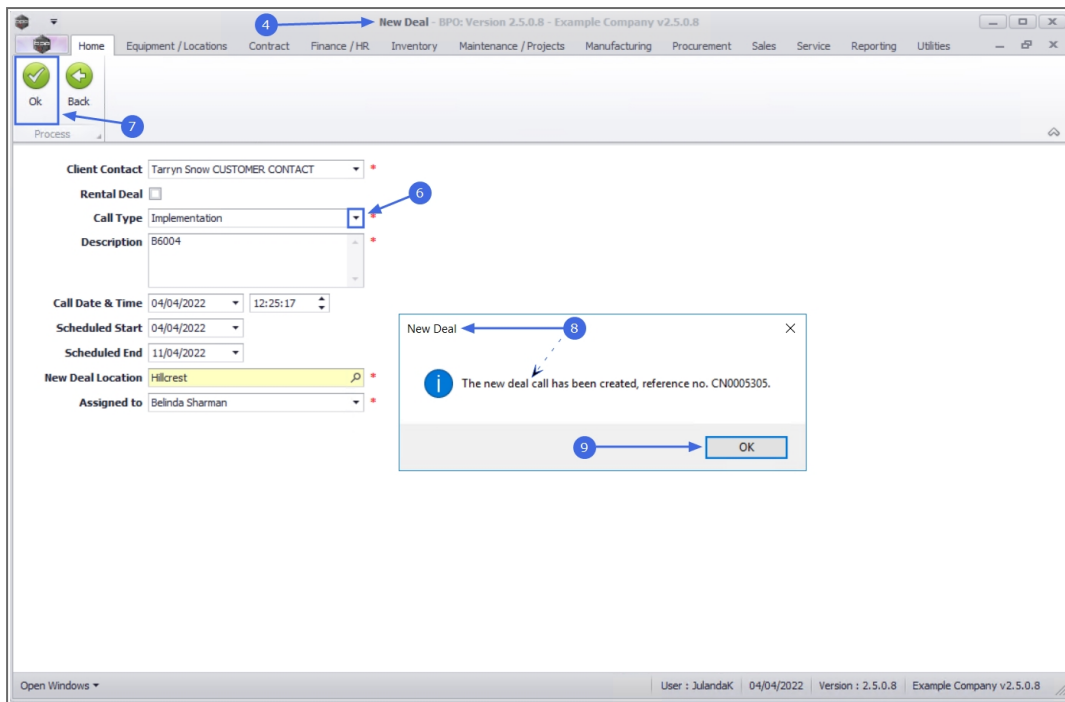 4
New Deal - BPO: Version 2.5.0.8 - Example Company v2.5.0.8
Home Equipment / Locations Contract Finance / HR Inventory Maintenance / Projects Manufacturing Procurement Sales Service Reporting Utilities
Ok Back
7
Process
Client Contact Tarryn Snow CUSTOMER CONTACT *
Rental Deal
6
Call Type Implementation *
Description B6004 *
Call Date & Time 04/04/2022 12:25:17
Scheduled Start 04/04/2022
Scheduled End 11/04/2022
New Deal Location Hillcrest *
Assigned to Belinda Sharman *
New Deal
8
The new deal call has been created, reference no. CN0005305.
9
OK
Open Windows User : JulandaK 04/04/2022 Version : 2.5.0.8 Example Company v2.5.0.8